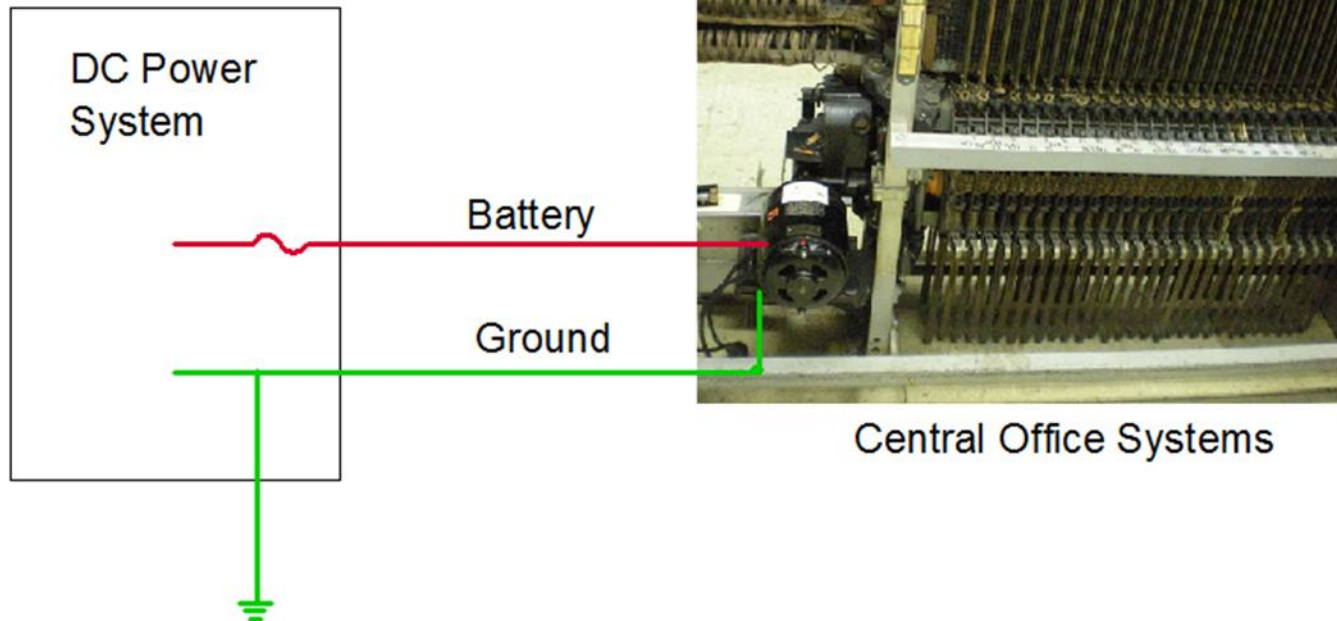 DC Power
System
Battery
Ground
Central Office Systems